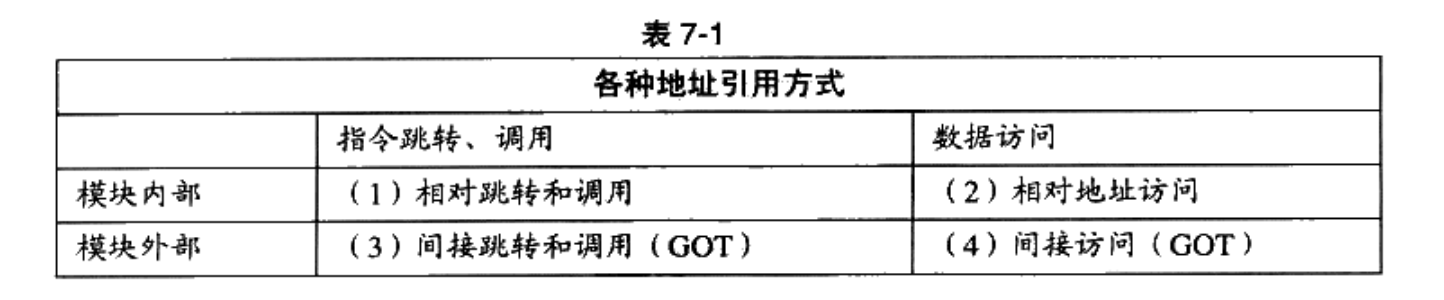 表 7-1
各种地址引用方式
指令跳转、调用 数据访问
模块内部 （1）相对跳转和调用 （2）相对地址访问
模块外部 （3）间接跳转和调用（GOT） （4）间接访问（GOT）